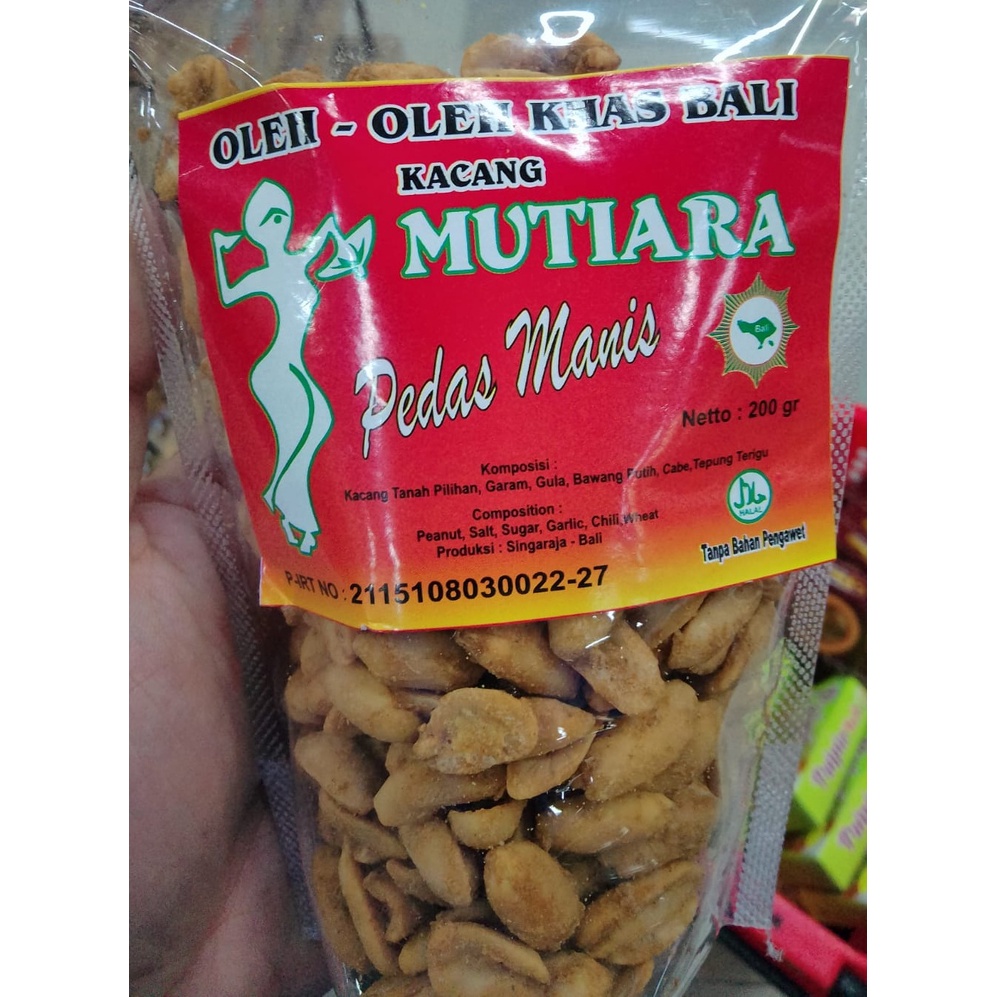 OLEH - OLEH KHAS BALI
KACANG
MUTIARA
Pedas Manis
Bali
Netto : 200 gr
Komposisi :
Kacang Tanah Pilihan, Garam, Gula, Bawang Putih, Cabe,Tepung Terigu
Composition :
Peanut, Salt, Sugar, Garlic, Chili,Wheat
Produksi : Singaraja - Bali
HALAL
Tanpa Bahan Pengawet
P-IRT NO : 2115108030022-27